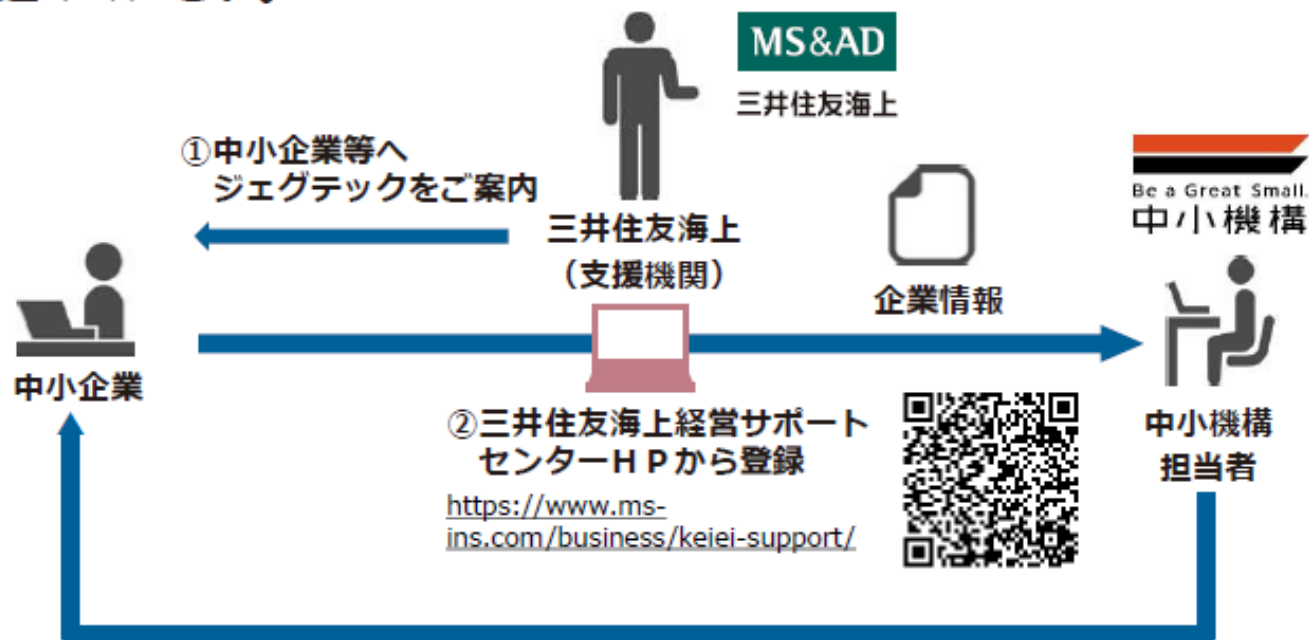 MS&AD
三井住友海上
①中小企業等へ
ジェグテックをご案内
三井住友海上
（支援機関）
企業情報
Be a Great Small.
中小機構
中小企業
②三井住友海上経営サポート
センターＨＰから登録
https://www.ms-
ins.com/business/keiei-support/
中小機構
担当者